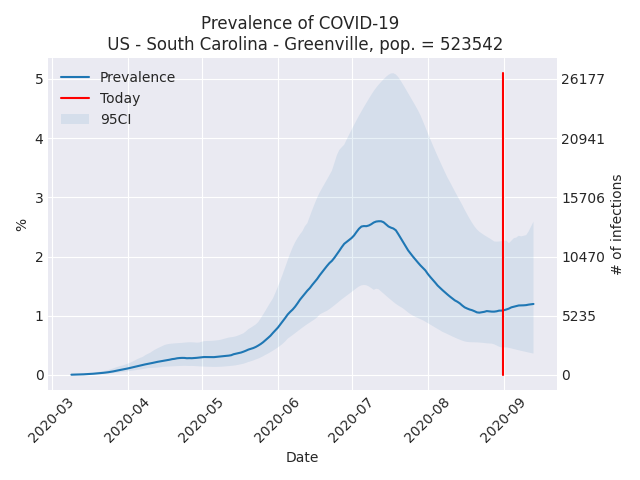 Prevalence of COVID-19
US - South Carolina - Greenville, pop. = 523542
Prevalence
Today
95CI
5
4
3
2
1
0
%
26177
20941
15706
10470
5235
0
# of infections
2020-03
2020-04
2020-05
2020-06
2020-07
2020-08
2020-09
Date